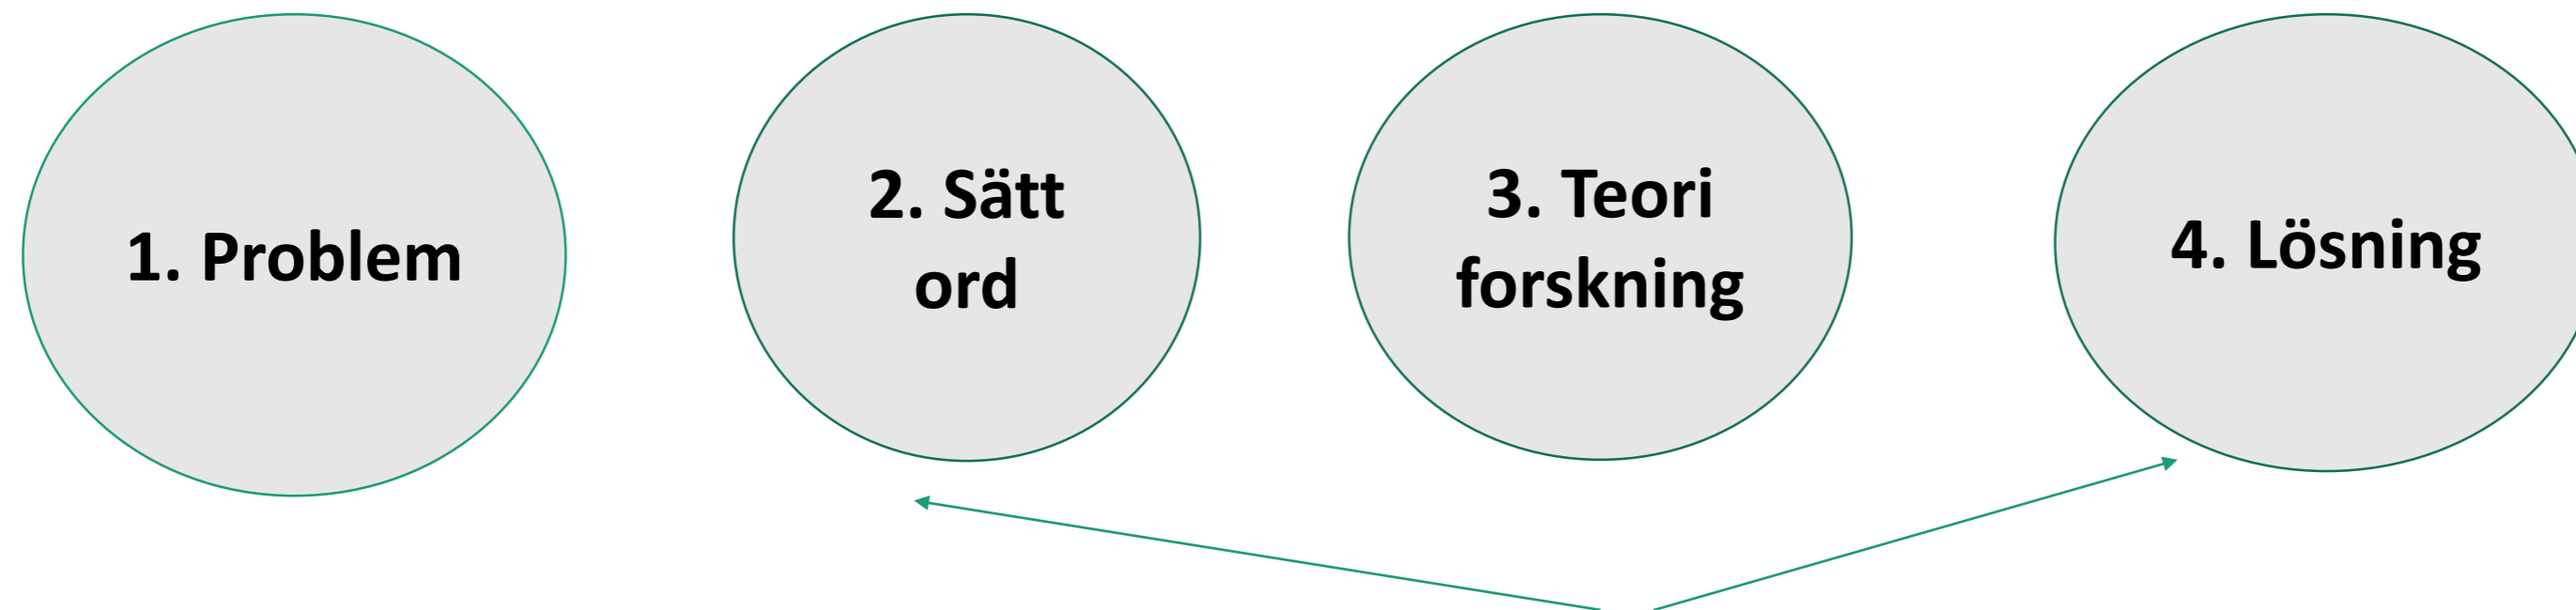 1. Problem
2. Sätt
ord
3. Teori
forskning
4. Lösning